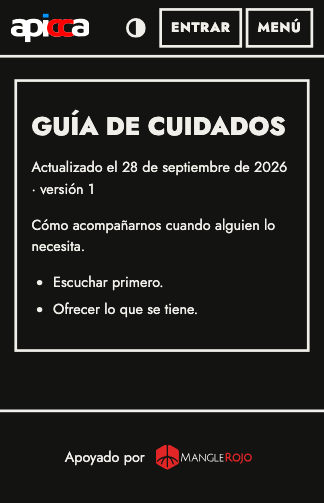 apicca
ENTRAR
MENÚ
GUÍA DE CUIDADOS
Actualizado el 28 de septiembre de 2026
· versión 1
Cómo acompañarnos cuando alguien lo
necesita.
• Escuchar primero.
• Ofrecer lo que se tiene.
Apoyado por
MANGLEROJO